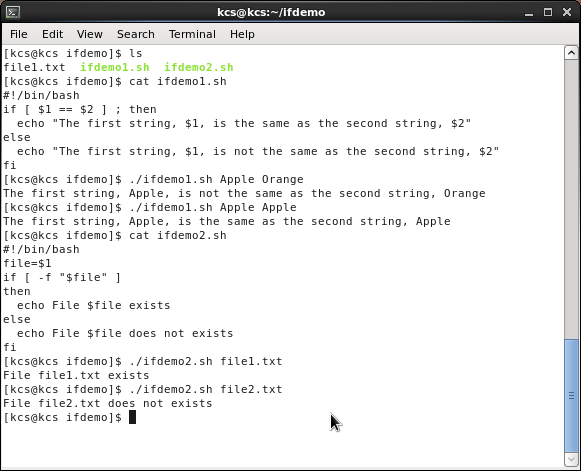 kcs@kcs:~/ifdemo
File Edit View Search Terminal Help
[kcs@kcs ifdemo]$ ls
file1.txt  ifdemo1.sh  ifdemo2.sh
[kcs@kcs ifdemo]$ cat ifdemo1.sh
#!/bin/bash
if [ $1 == $2 ] ; then
  echo "The first string, $1, is the same as the second string, $2"
else
  echo "The first string, $1, is not the same as the second string, $2"
fi
[kcs@kcs ifdemo]$ ./ifdemo1.sh Apple Orange
The first string, Apple, is not the same as the second string, Orange
[kcs@kcs ifdemo]$ ./ifdemo1.sh Apple Apple
The first string, Apple, is the same as the second string, Apple
[kcs@kcs ifdemo]$ cat ifdemo2.sh
#!/bin/bash
file=$1
if [ -f "$file" ]
then
  echo File $file exists
else
  echo File $file does not exists
fi
[kcs@kcs ifdemo]$ ./ifdemo2.sh file1.txt
File file1.txt exists
[kcs@kcs ifdemo]$ ./ifdemo2.sh file2.txt
File file2.txt does not exists
[kcs@kcs ifdemo]$